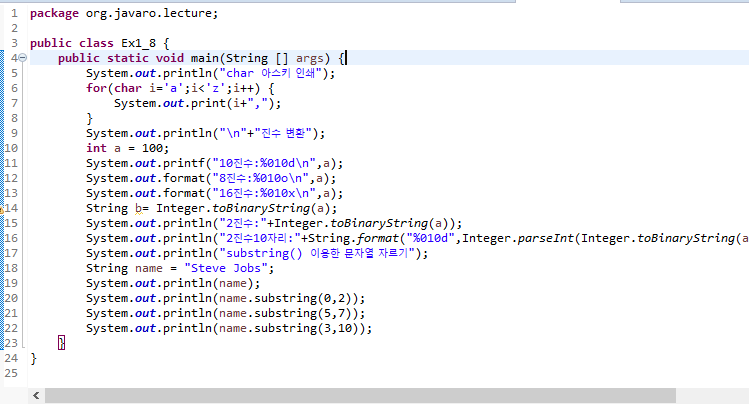 1 package org.javaro.lecture;
2
3 public class Ex1_8 {
4 public static void main(String [] args) {
5 System.out.println("char 아스키 인쇄");
6 for(char i='a';i<'z';i++) {
7 System.out.print(i+",");
8 }
9 System.out.println("\n"+"진수 변환");
10 int a = 100;
11 System.out.printf("10진수:%010d\n",a);
12 System.out.format("8진수:%010o\n",a);
13 System.out.format("16진수:%010x\n",a);
14 String b= Integer.toBinaryString(a);
15 System.out.println("2진수:"+Integer.toBinaryString(a));
16 System.out.println("2진수10자리:"+String.format("%010d",Integer.parseInt(Integer.toBinaryString(a
17 System.out.println("substring() 이용한 문자열 자르기");
18 String name = "Steve Jobs";
19 System.out.println(name);
20 System.out.println(name.substring(0,2));
21 System.out.println(name.substring(5,7));
22 System.out.println(name.substring(3,10));
23 }
24 }
25